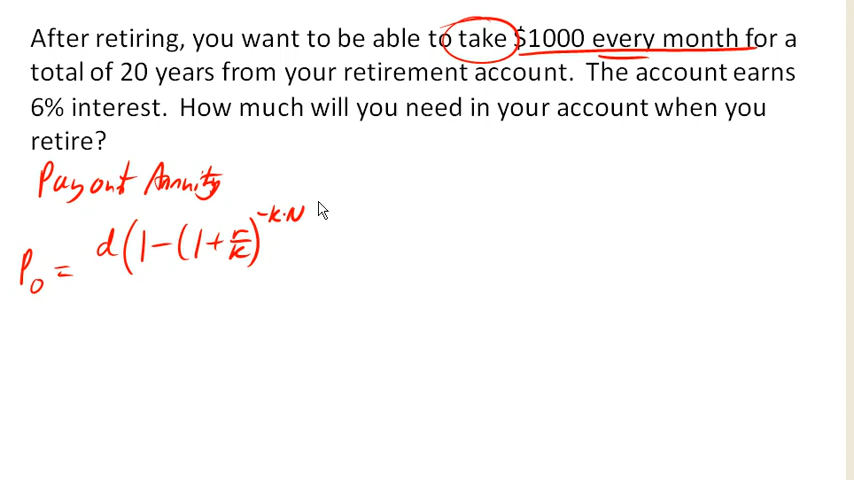 After retiring, you want to be able to take $1000 every month for a
total of 20 years from your retirement account.  The account earns
6% interest.  How much will you need in your account when you
retire?
Payout Annuity
P₀ = d(1-(1+r/k)^-k·N